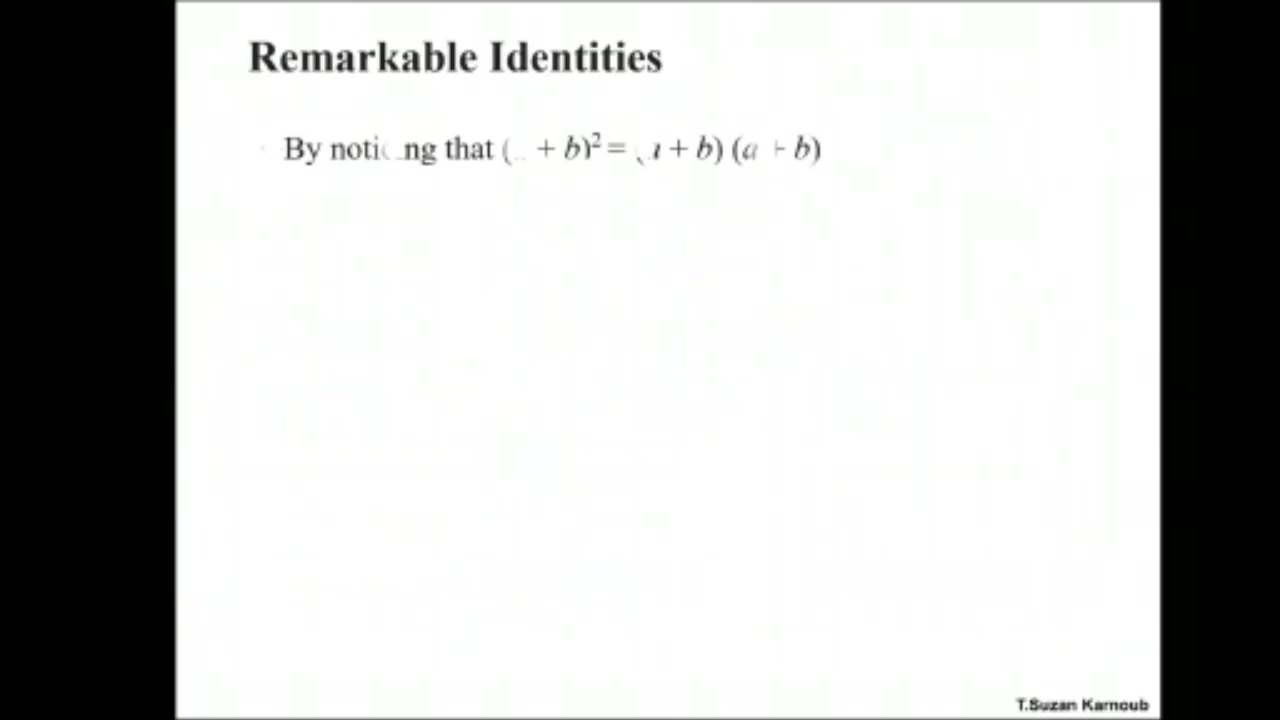 Remarkable Identities
By noticing that (a + b)² = (a + b) (a + b)
T.Suzan Karnoub